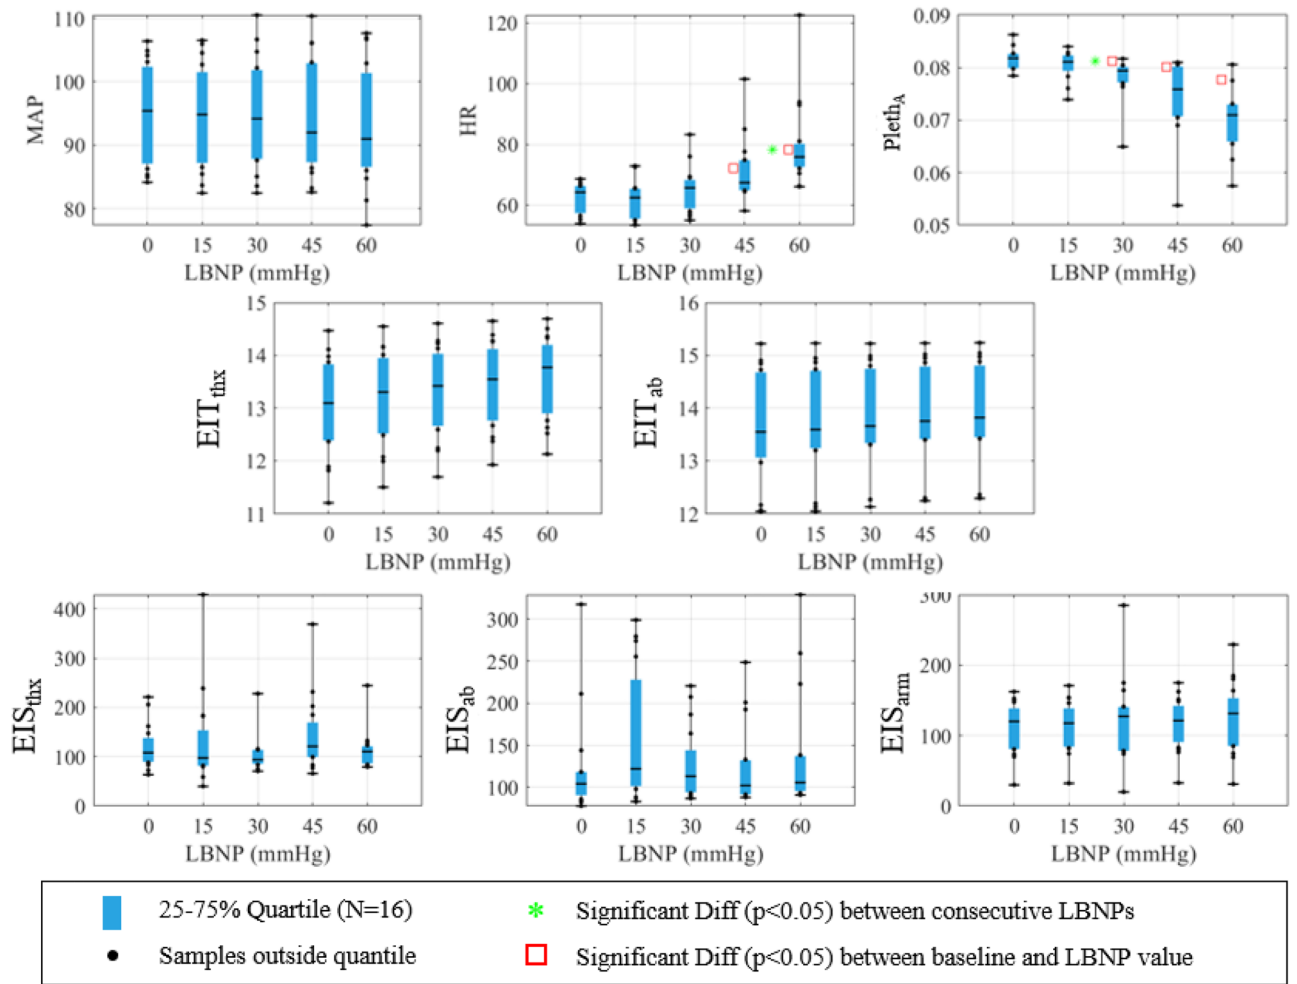 110
100
90
80
MAP
0 15 30 45 60
LBNP (mmHg)
120
100
80
60
HR
0 15 30 45 60
LBNP (mmHg)
0.09
0.08
0.07
0.06
0.05
Pleth_A
0 15 30 45 60
LBNP (mmHg)
15
14
13
12
11
EIT_thx
0 15 30 45 60
LBNP (mmHg)
16
15
14
13
12
EIT_ab
0 15 30 45 60
LBNP (mmHg)
400
300
200
100
0
EIS_thx
0 15 30 45 60
LBNP (mmHg)
300
250
200
150
100
EIS_ab
0 15 30 45 60
LBNP (mmHg)
300
200
100
0
EIS_arm
0 15 30 45 60
LBNP (mmHg)
25-75% Quartile (N=16)
* Significant Diff (p<0.05) between consecutive LBNPs
Samples outside quantile
Significant Diff (p<0.05) between baseline and LBNP value